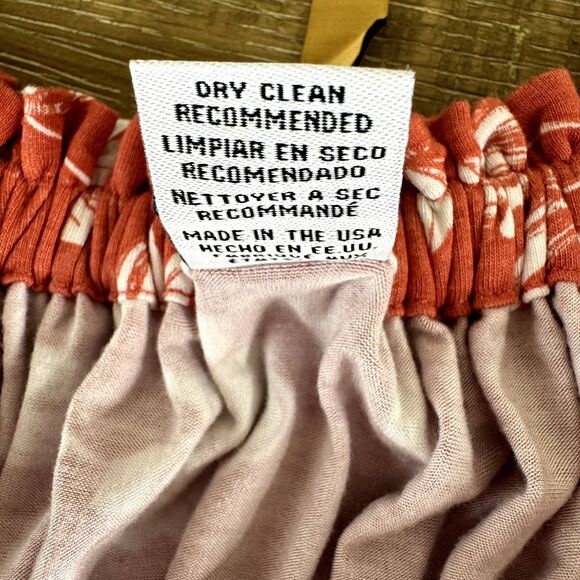 DRY CLEAN
RECOMMENDED
LIMPIAR EN SECO
RECOMENDADO
NETTOYER A SEC
RECOMMANDÉ
MADE IN THE USA
HECHO EN EE.UU.